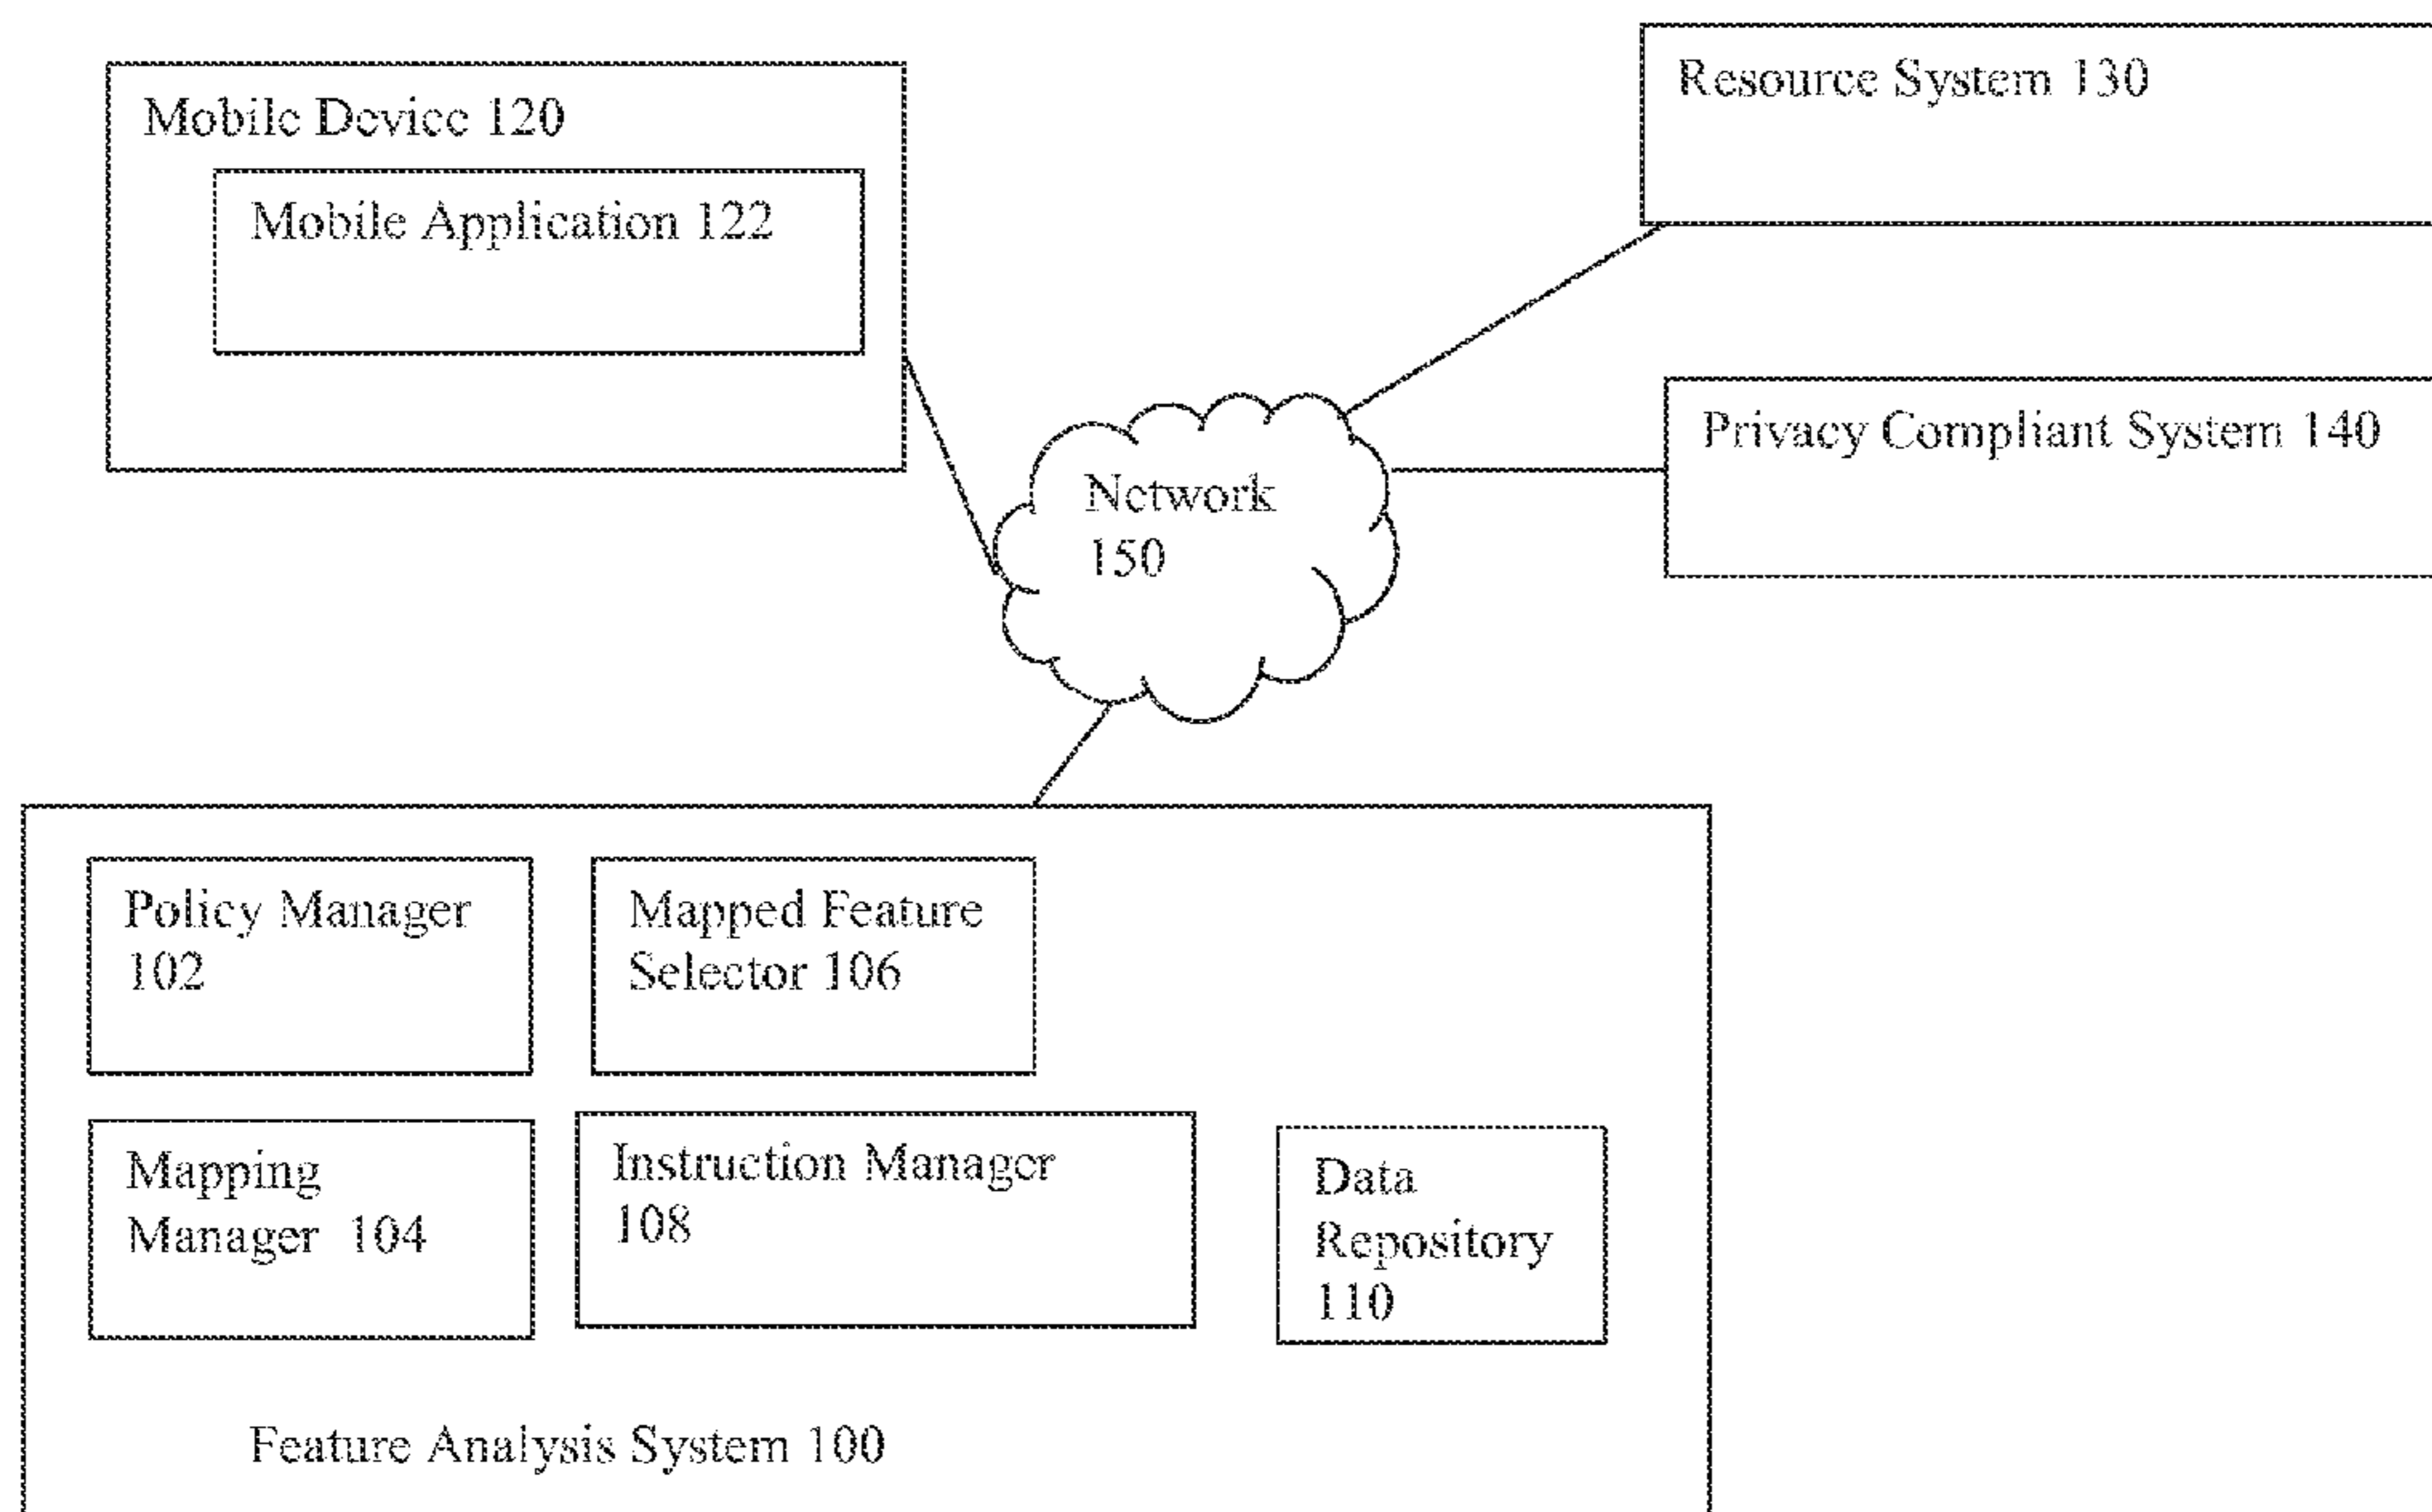 Mobile Device 120
Mobile Application 122
Resource System 130
Privacy Compliant System 140
Network
150
Policy Manager
102
Mapped Feature
Selector 106
Mapping
Manager 104
Instruction Manager
108
Data
Repository
110
Feature Analysis System 100